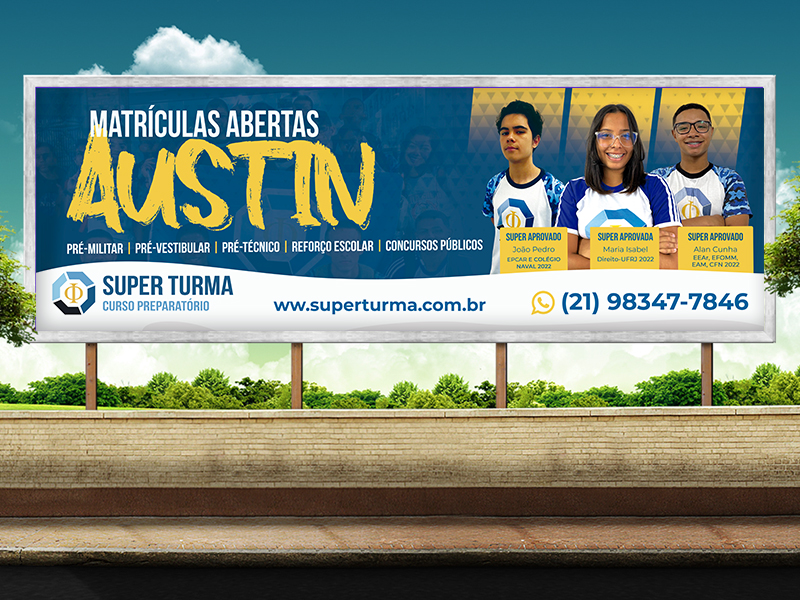 MATRÍCULAS ABERTAS
AUSTIN
PRÉ-MILITAR | PRÉ-VESTIBULAR | PRÉ-TÉCNICO | REFORÇO ESCOLAR | CONCURSOS PÚBLICOS
SUPER APROVADO
João Pedro
EPCAR E COLÉGIO
NAVAL 2022
SUPER APROVADA
Maria Isabel
Direito-UFRJ 2022
SUPER APROVADO
Alan Cunha
EEAr, EFOMM,
EAM, CFN 2022
SUPER TURMA
CURSO PREPARATÓRIO
www.superturma.com.br
(21) 98347-7846